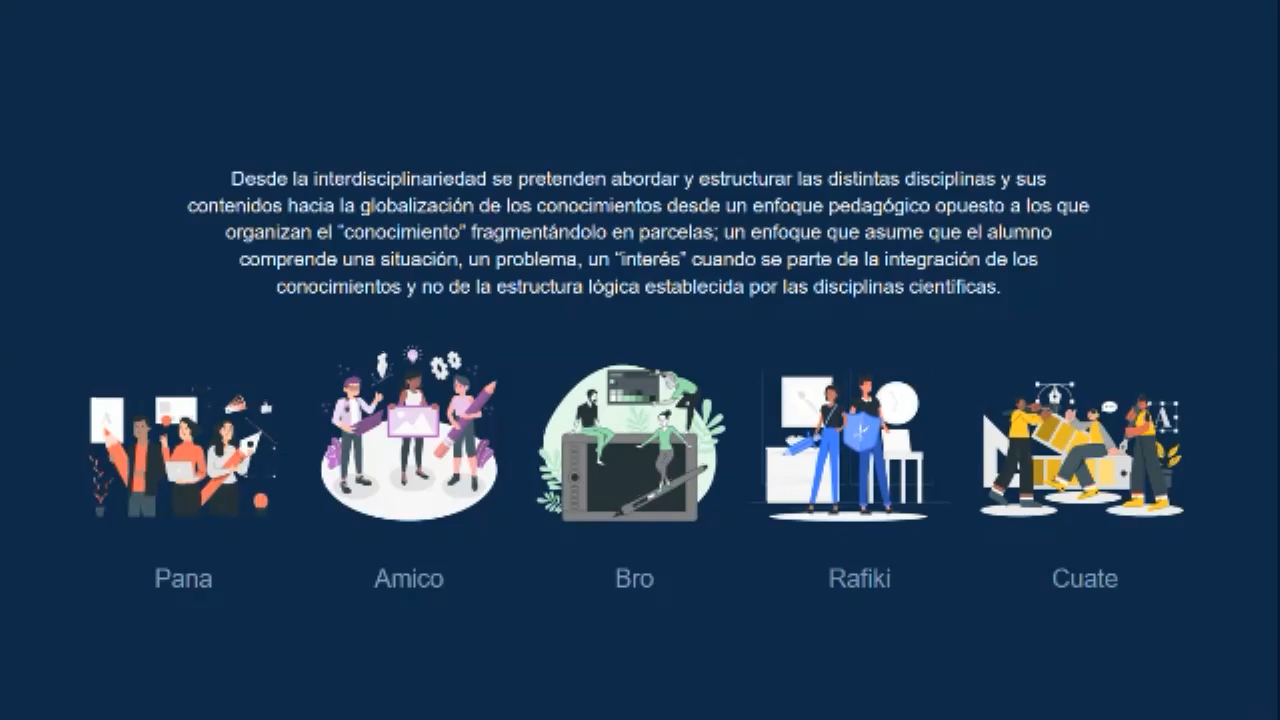 Desde la interdisciplinariedad se pretenden abordar y estructurar las distintas disciplinas y sus
contenidos hacia la globalización de los conocimientos desde un enfoque pedagógico opuesto a los que
organizan el “conocimiento” fragmentándolo en parcelas; un enfoque que asume que el alumno
comprende una situación, un problema, un “interés” cuando se parte de la integración de los
conocimientos y no de la estructura lógica establecida por las disciplinas científicas.
A
Pana
Amico
Bro
Rafiki
Cuate